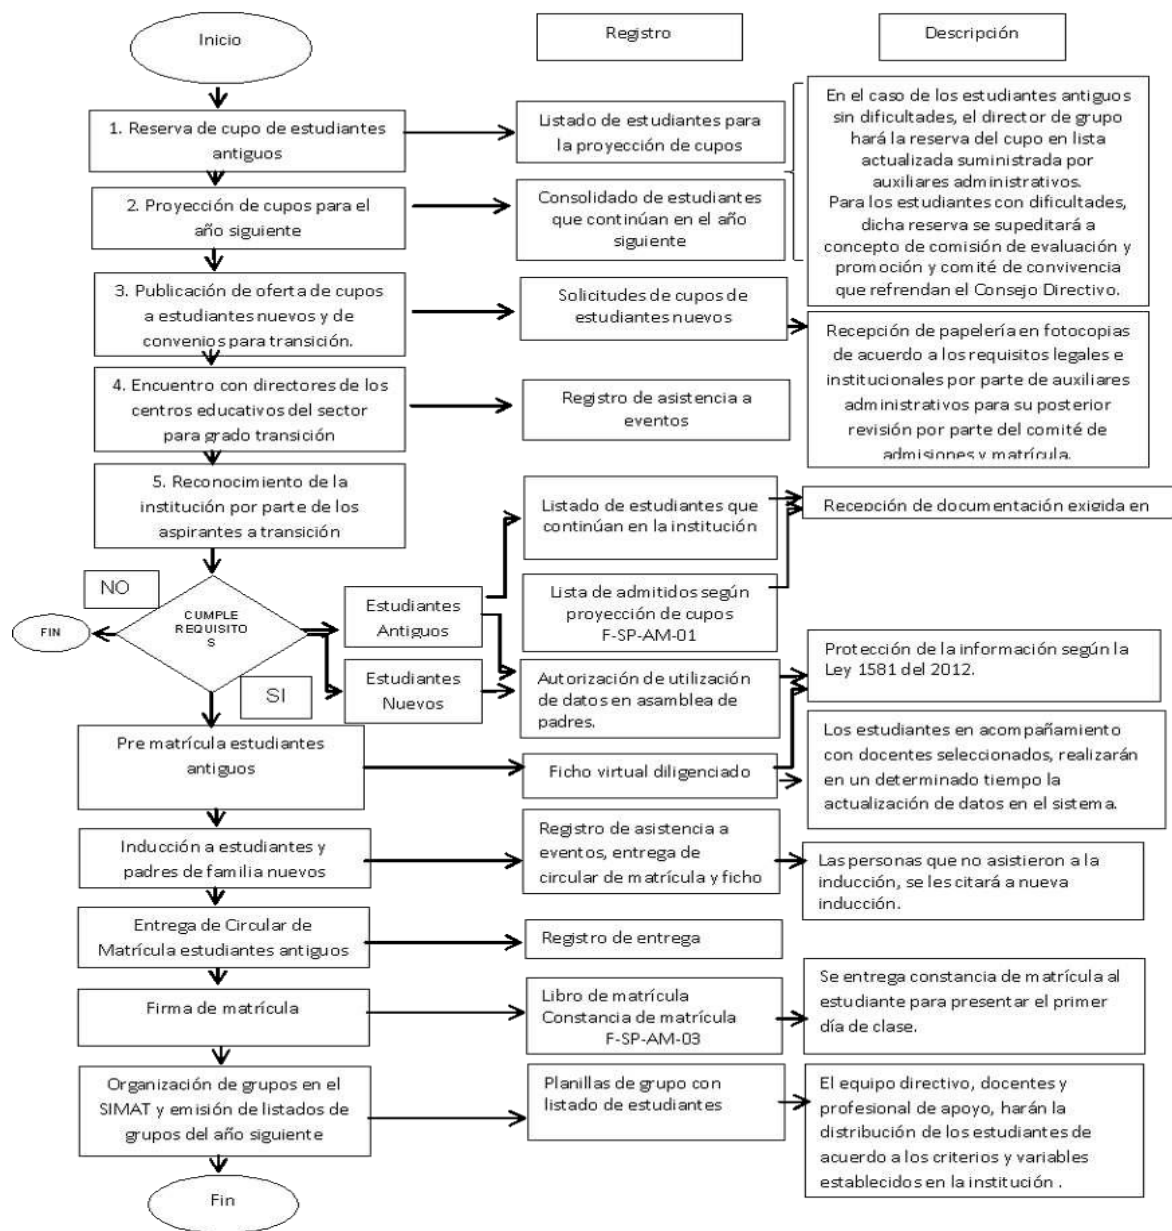 Inicio
Registro
Descripción
1. Reserva de cupo de estudiantes
antiguos
Listado de estudiantes para
la proyección de cupos
En el caso de los estudiantes antiguos
sin dificultades, el director de grupo
hará la reserva del cupo en lista
actualizada suministrada por
auxiliares administrativos.
Para los estudiantes con dificultades,
dicha reserva se supeditará a
concepto de comisión de evaluación y
promoción y comité de convivencia
que refrendan el Consejo Directivo.
2. Proyección de cupos para el
año siguiente
Consolidado de estudiantes
que continúan en el año
siguiente
3. Publicación de oferta de cupos
a estudiantes nuevos y de
convenios para transición.
Solicitudes de cupos de
estudiantes nuevos
Recepción de papelería en fotocopias
de acuerdo a los requisitos legales e
institucionales por parte de auxiliares
administrativos para su posterior
revisión por parte del comité de
admisiones y matrícula.
4. Encuentro con directores de los
centros educativos del sector
para grado transición
Registro de asistencia a
eventos
5. Reconocimiento de la
institución por parte de los
aspirantes a transición
Listado de estudiantes que
continúan en la institución
Recepción de documentación exigida en
NO
FIN
CUMPLE
REQUISITO
S
SI
Estudiantes
Antiguos
Lista de admitidos según
proyección de cupos
F-SP-AM-01
Estudiantes
Nuevos
Autorización de utilización
de datos en asamblea de
padres.
Protección de la información según la
Ley 1581 del 2012.
Pre matrícula estudiantes
antiguos
Ficho virtual diligenciado
Los estudiantes en acompañamiento
con docentes seleccionados, realizarán
en un determinado tiempo la
actualización de datos en el sistema.
Inducción a estudiantes y
padres de familia nuevos
Registro de asistencia a
eventos, entrega de
circular de matrícula y ficho
Las personas que no asistieron a la
inducción, se les citará a nueva
inducción.
Entrega de Circular de
Matrícula estudiantes antiguos
Registro de entrega
Firma de matrícula
Libro de matrícula
Constancia de matrícula
F-SP-AM-03
Se entrega constancia de matrícula al
estudiante para presentar el primer
día de clase.
Organización de grupos en el
SIMAT y emisión de listados de
grupos del año siguiente
Planillas de grupo con
listado de estudiantes
El equipo directivo, docentes y
profesional de apoyo, harán la
distribución de los estudiantes de
acuerdo a los criterios y variables
establecidos en la institución .
Fin